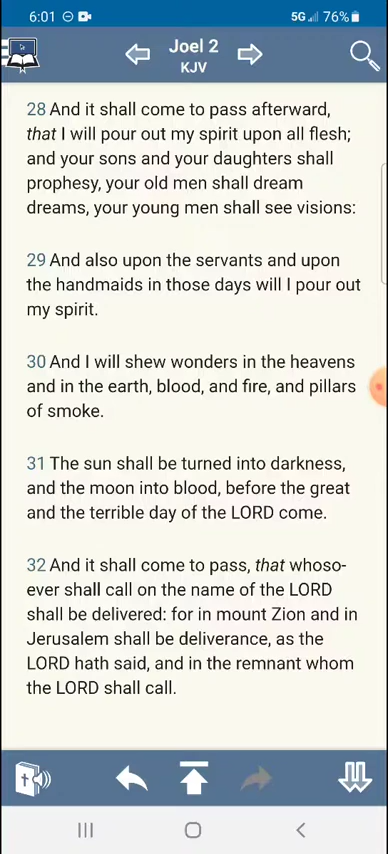 6:01 5G 76%
Joel 2
KJV
28 And it shall come to pass afterward,
that I will pour out my spirit upon all flesh;
and your sons and your daughters shall
prophesy, your old men shall dream
dreams, your young men shall see visions:
29 And also upon the servants and upon
the handmaids in those days will I pour out
my spirit.
30 And I will shew wonders in the heavens
and in the earth, blood, and fire, and pillars
of smoke.
31 The sun shall be turned into darkness,
and the moon into blood, before the great
and the terrible day of the LORD come.
32 And it shall come to pass, that whoso-
ever shall call on the name of the LORD
shall be delivered: for in mount Zion and in
Jerusalem shall be deliverance, as the
LORD hath said, and in the remnant whom
the LORD shall call.